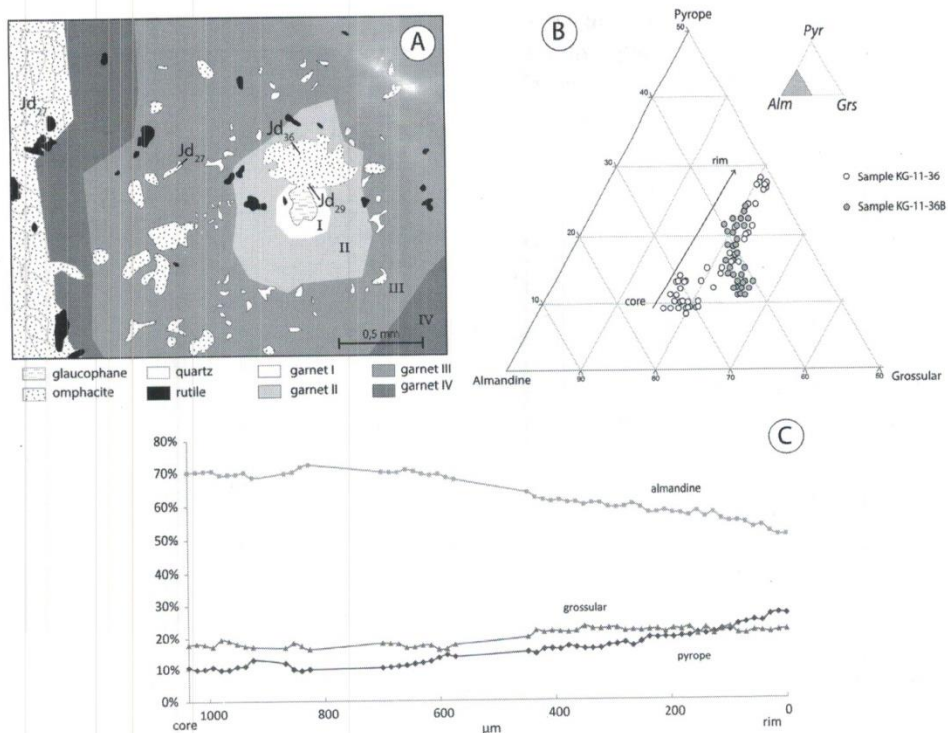 A
Jd27
Jd27
Jd36
Jd29
I
II
III
IV
0,5 mm
glaucophane
quartz
garnet I
garnet III
omphacite
rutile
garnet II
garnet IV
B
Pyrope
50
40
30
20
10
Pyr
Alm
Grs
rim
core
Sample KG-11-36
Sample KG-11-36B
Almandine
90
80
70
60
50
Grossular
C
80%
70%
60%
50%
40%
30%
20%
10%
0%
almandine
grossular
pyrope
1000
800
600
400
200
0
core
µm
rim